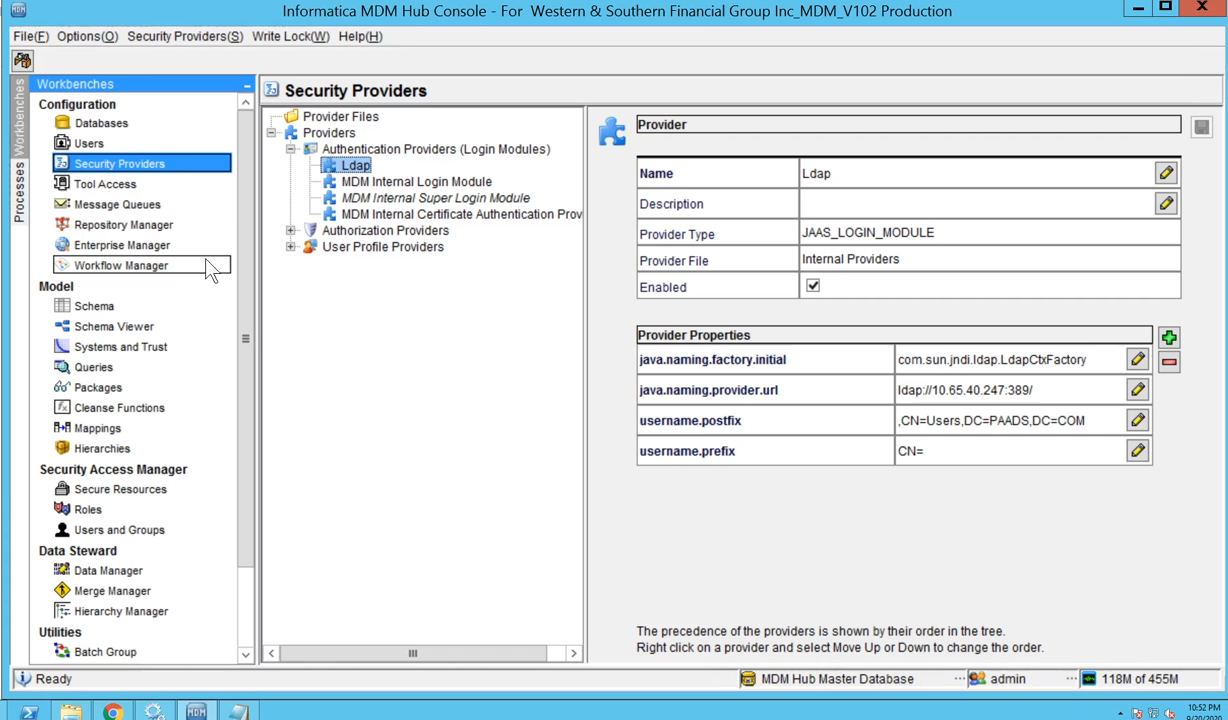 Informatica MDM Hub Console - For Western & Southern Financial Group Inc_MDM_V102 Production
File(F) Options(O) Security Providers(S) Write Lock(W) Help(H)
Workbenches
Processes
Workbenches
Configuration
Databases
Users
Security Providers
Tool Access
Message Queues
Repository Manager
Enterprise Manager
Workflow Manager
Model
Schema
Schema Viewer
Systems and Trust
Queries
Packages
Cleanse Functions
Mappings
Hierarchies
Security Access Manager
Secure Resources
Roles
Users and Groups
Data Steward
Data Manager
Merge Manager
Hierarchy Manager
Utilities
Batch Group
Security Providers
Provider Files
Providers
Authentication Providers (Login Modules)
Ldap
MDM Internal Login Module
MDM Internal Super Login Module
MDM Internal Certificate Authentication Prov
Authorization Providers
User Profile Providers
Provider
Name Ldap
Description
Provider Type JAAS_LOGIN_MODULE
Provider File Internal Providers
Enabled
Provider Properties
java.naming.factory.initial com.sun.jndi.ldap.LdapCtxFactory
java.naming.provider.url ldap://10.65.40.247:389/
username.postfix ,CN=Users,DC=PAADS,DC=COM
username.prefix CN=
The precedence of the providers is shown by their order in the tree.
Right click on a provider and select Move Up or Down to change the order.
Ready MDM Hub Master Database admin 118M of 455M
MDM
10:52 PM
9/20/2020